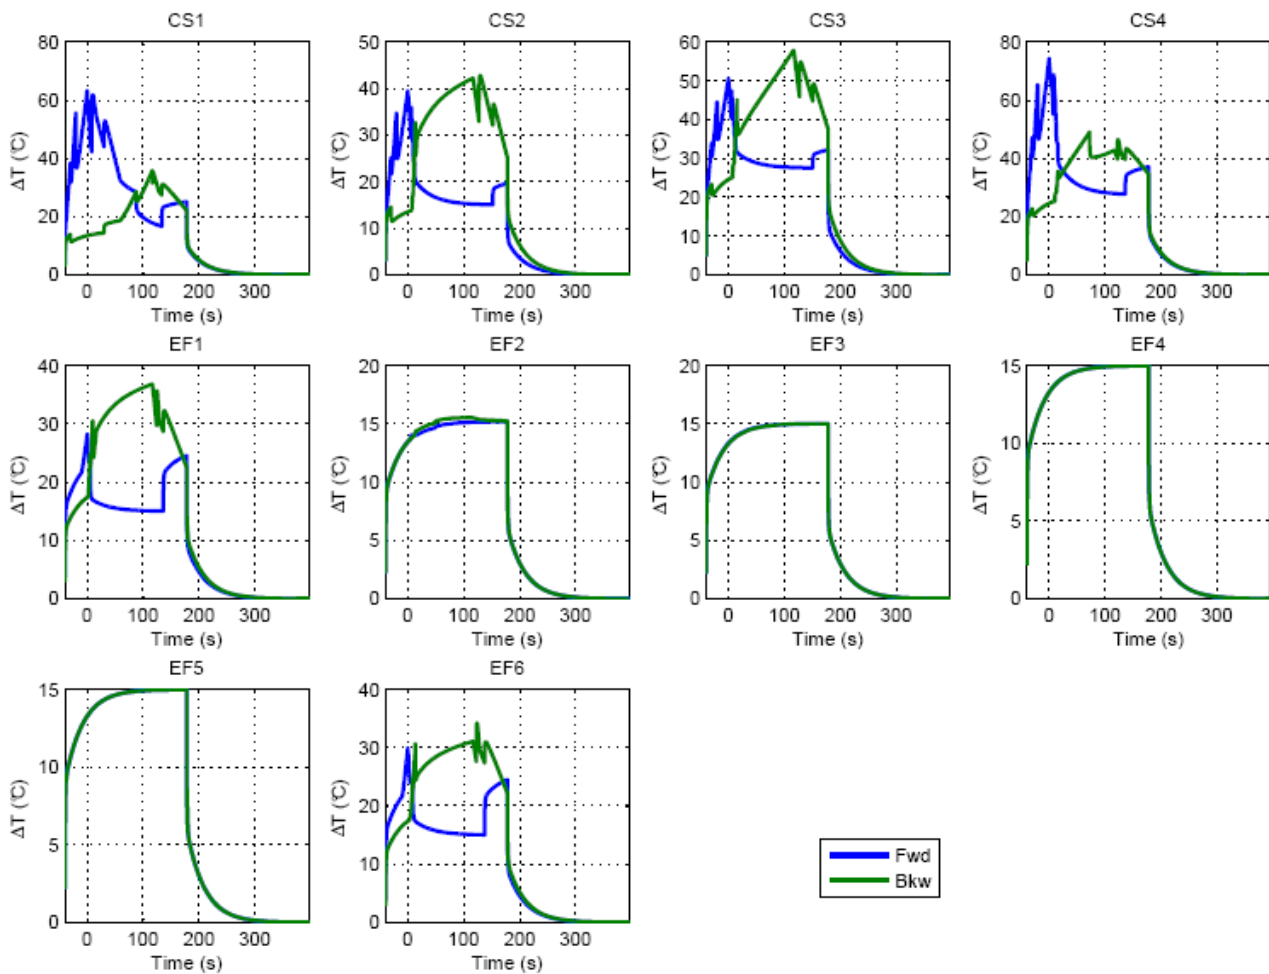 CS1 CS2 CS3 CS4
80 50 60 80
60 40 50 60
40 30 40 40
20 20 30 20
0 10 20 0
0 10
0
ΔT (°C) ΔT (°C) ΔT (°C) ΔT (°C)
0 100 200 300 0 100 200 300 0 100 200 300 0 100 200 300
Time (s) Time (s) Time (s) Time (s)
EF1 EF2 EF3 EF4
40 20 20 15
30 15 15 10
20 10 10 5
10 5 5 0
0 0 0
ΔT (°C) ΔT (°C) ΔT (°C) ΔT (°C)
0 100 200 300 0 100 200 300 0 100 200 300 0 100 200 300
Time (s) Time (s) Time (s) Time (s)
EF5 EF6
15 40
10 30
5 20
0 10
0
ΔT (°C) ΔT (°C)
0 100 200 300 0 100 200 300
Time (s) Time (s)
Fwd
Bkw